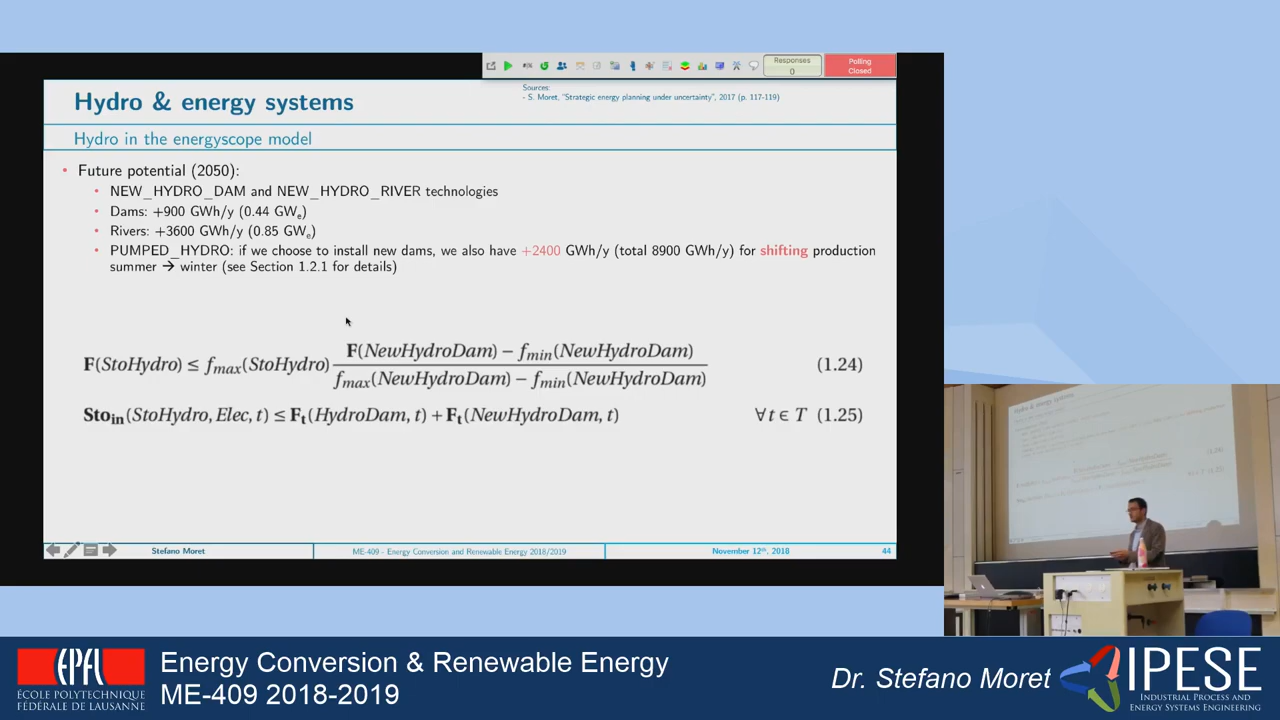 Responses
0
Polling
Closed
Hydro & energy systems
Sources:
- S. Moret, "Strategic energy planning under uncertainty", 2017 (p. 117-119)
Hydro in the energyscope model
• Future potential (2050):
• NEW_HYDRO_DAM and NEW_HYDRO_RIVER technologies
• Dams: +900 GWh/y (0.44 GWe)
• Rivers: +3600 GWh/y (0.85 GWe)
• PUMPED_HYDRO: if we choose to install new dams, we also have +2400 GWh/y (total 8900 GWh/y) for shifting production
summer → winter (see Section 1.2.1 for details)
F(StoHydro) ≤ fmax(StoHydro) F(NewHydroDam) − fmin(NewHydroDam) / fmax(NewHydroDam) − fmin(NewHydroDam) (1.24)
Stoin(StoHydro, Elec, t) ≤ Ft(HydroDam, t) + Ft(NewHydroDam, t) ∀t ∈ T (1.25)
Stefano Moret ME-409 - Energy Conversion and Renewable Energy 2018/2019 November 12th, 2018 44
EPFL
ÉCOLE POLYTECHNIQUE
FÉDÉRALE DE LAUSANNE
Energy Conversion & Renewable Energy
ME-409 2018-2019
Dr. Stefano Moret
IPESE
INDUSTRIAL PROCESS AND
ENERGY SYSTEMS ENGINEERING